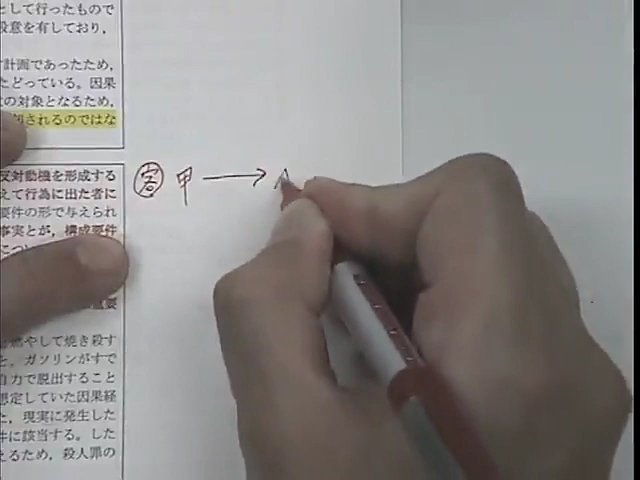 として行ったもので
殺意を有しており，
計画であったため，
たどっている。因果
の対象となるため，
されるのではな
反対動機を形成する
えて行為に出た者に
要件の形で与えられ
事実とが，構成要件
燃やして焼き殺す
と，ガソリンがすで
自力で脱出すること
想定していた因果経
た，現実に発生した
件に該当する。した
えるため，殺人罪の
客 甲 → A